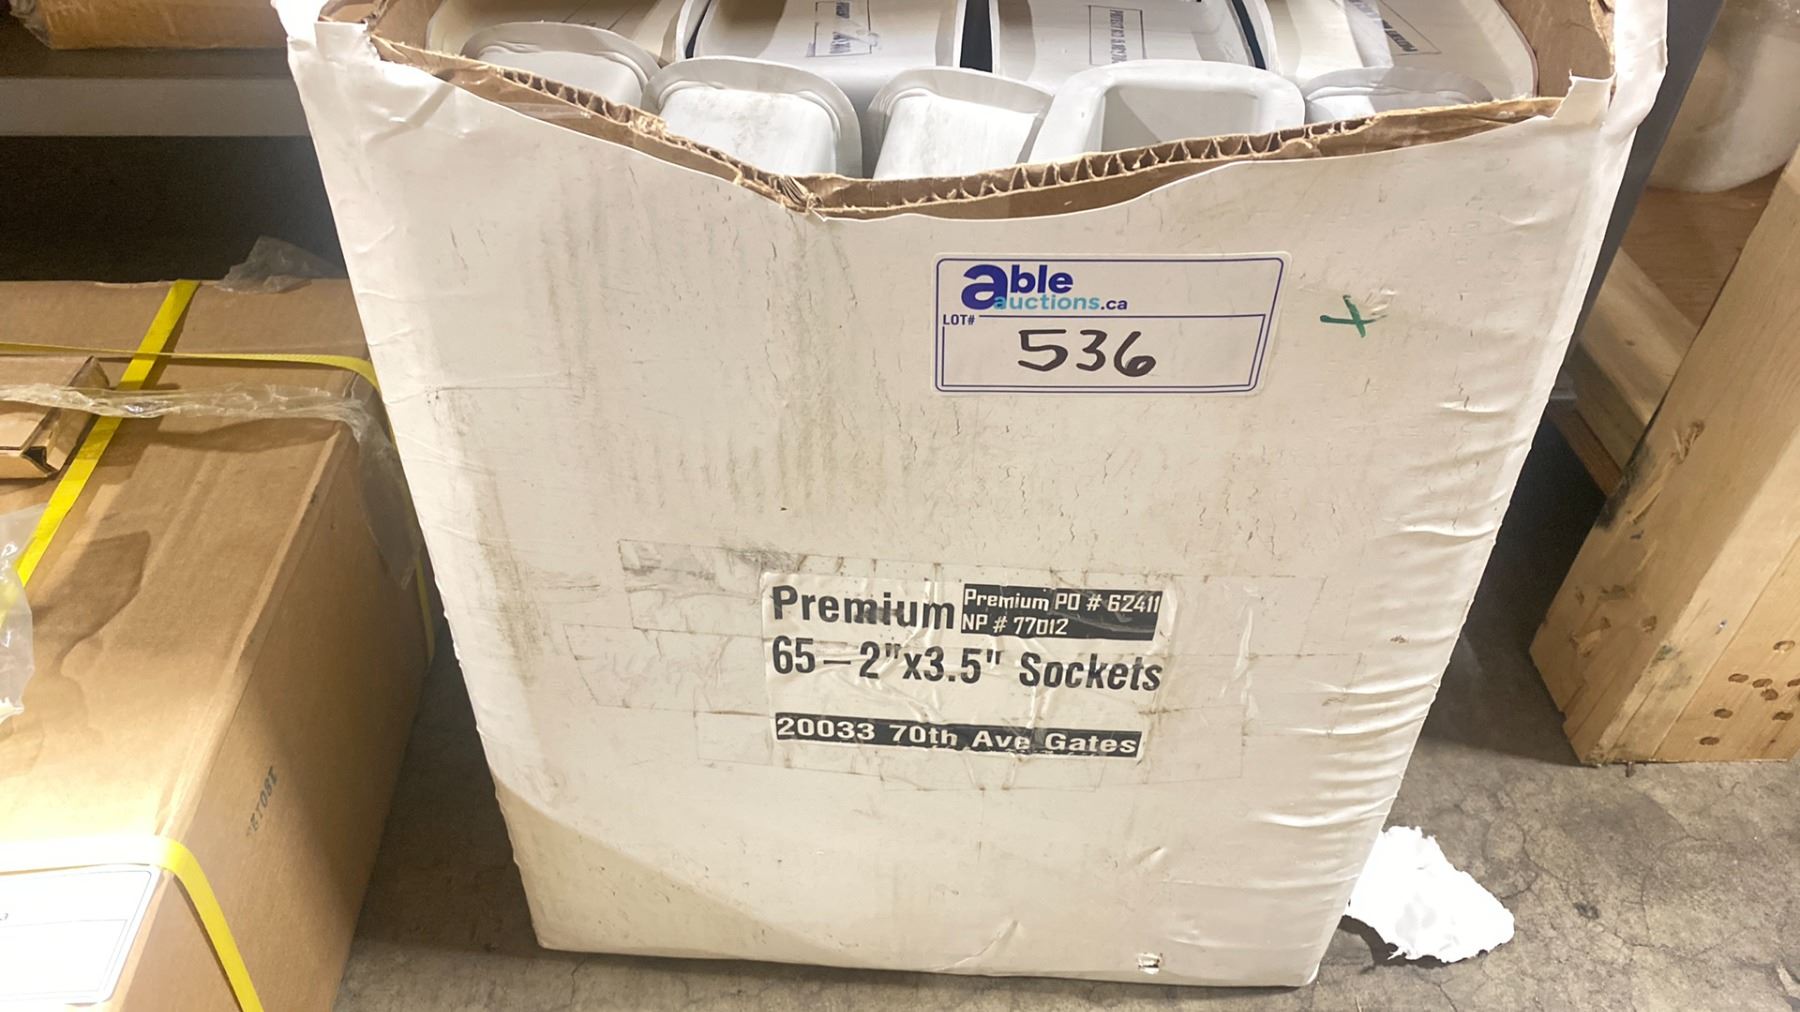 able
auctions.ca
LOT#
536
Premium
Premium PO # 62411
NP # 77012
65-2"x3.5" Sockets
20033 70th Ave Gates